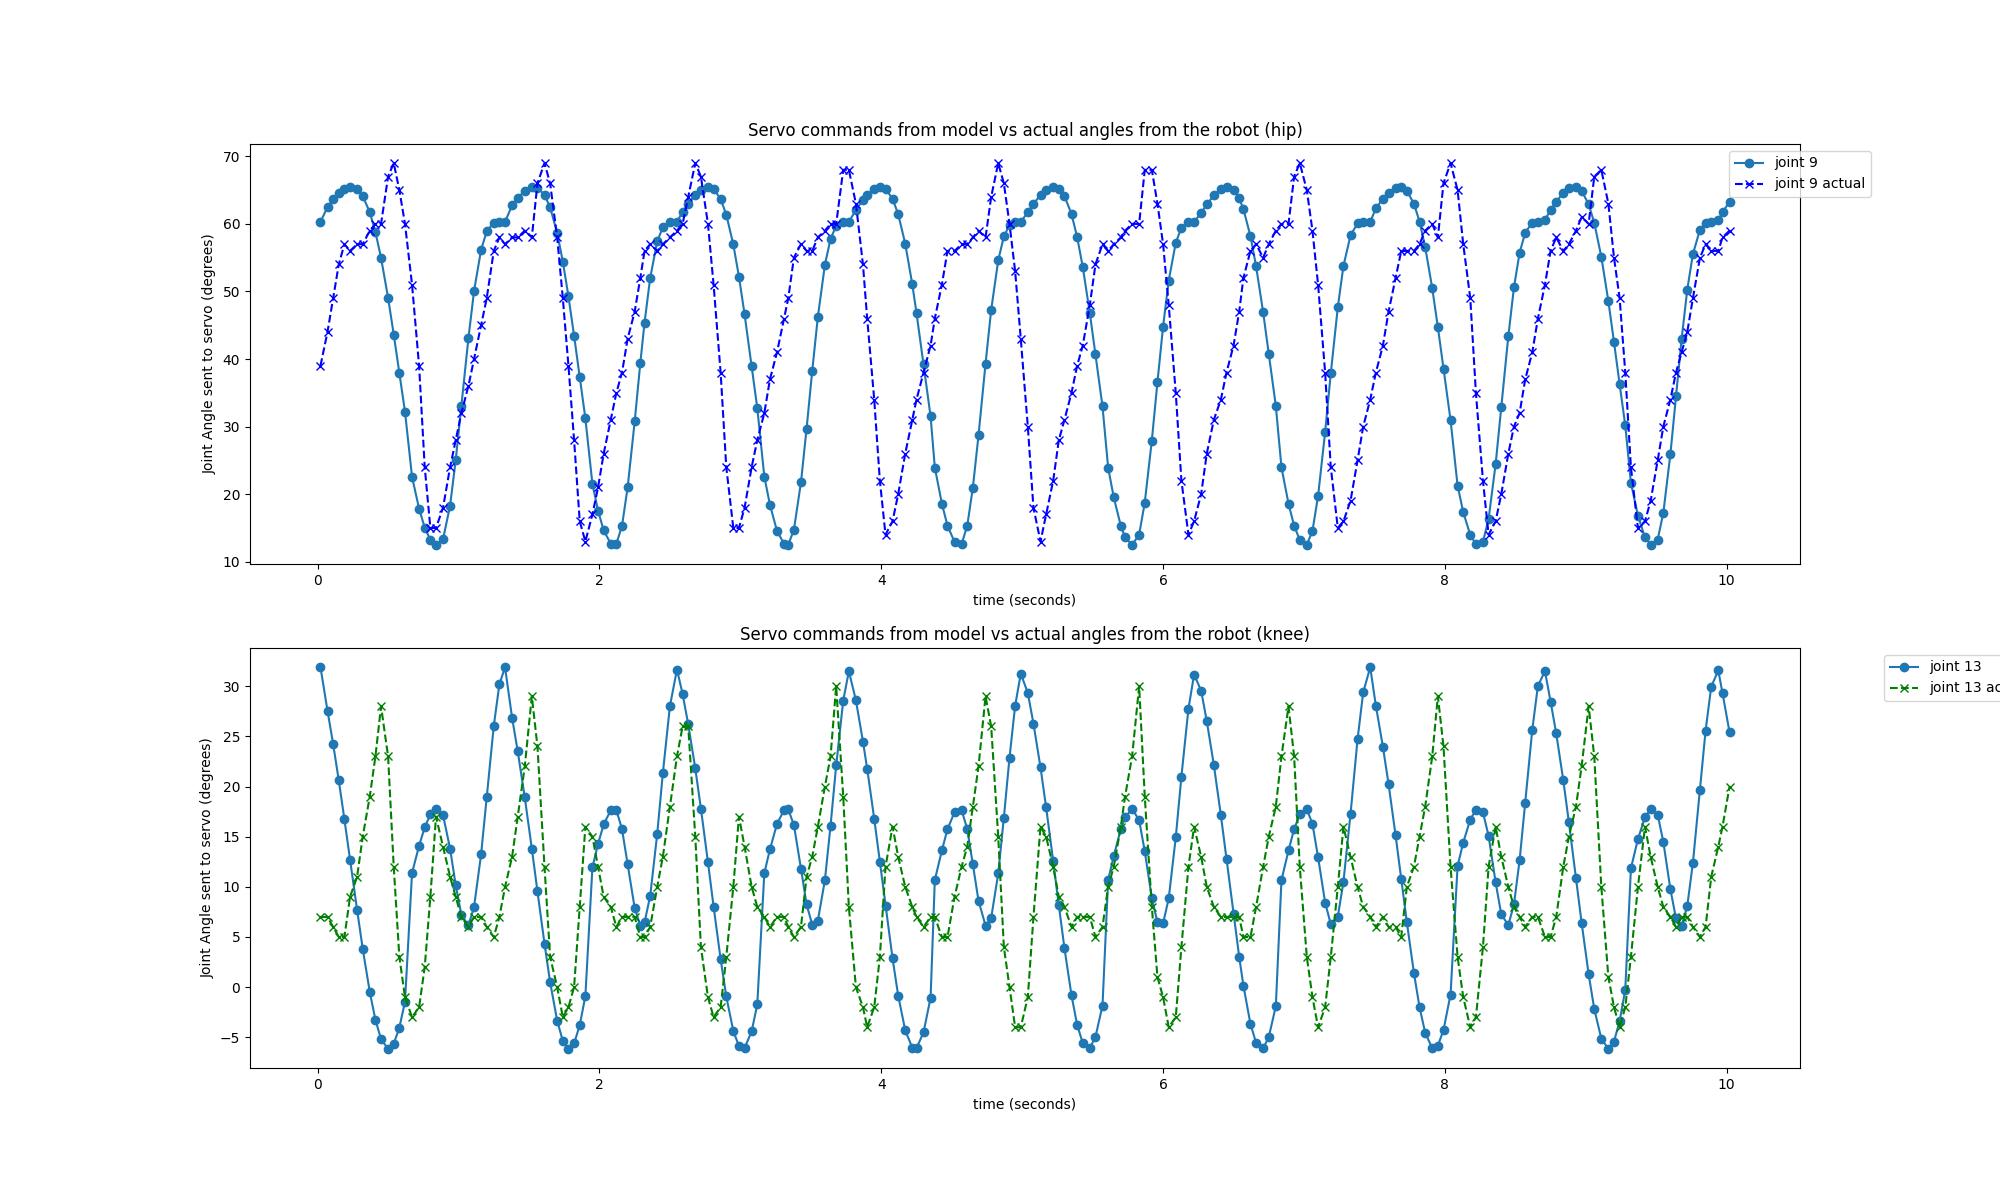 Servo commands from model vs actual angles from the robot (hip)
Joint Angle sent to servo (degrees)
70
60
50
40
30
20
10
0
2
4
6
8
10
time (seconds)
joint 9
joint 9 actual
Servo commands from model vs actual angles from the robot (knee)
Joint Angle sent to servo (degrees)
30
25
20
15
10
5
0
−5
0
2
4
6
8
10
time (seconds)
joint 13
joint 13 ac